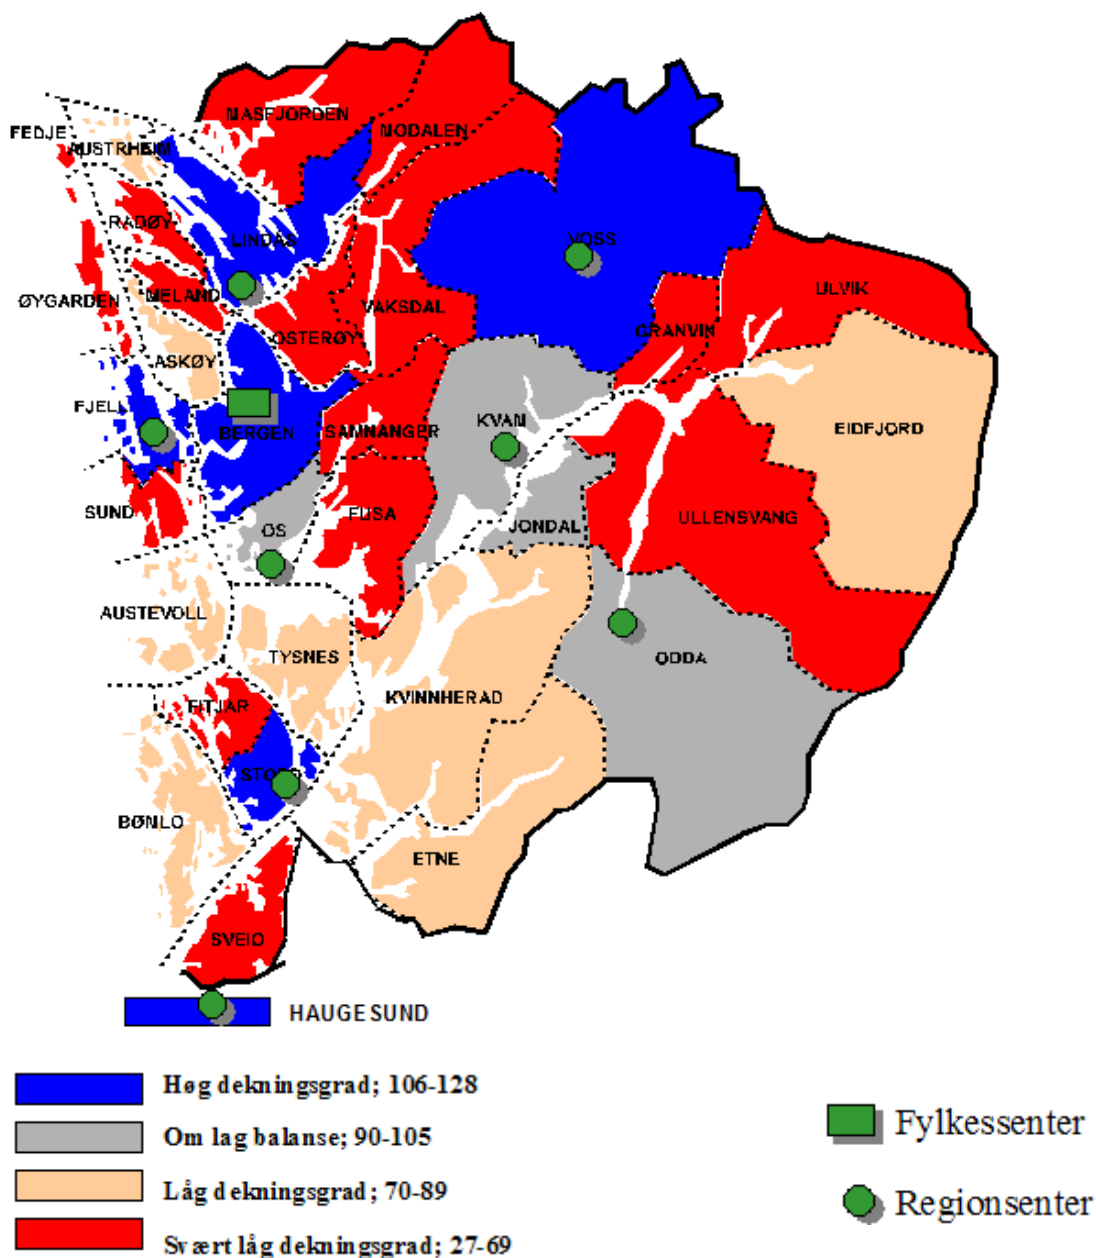 MASFJORDEN
MODALEN
FEDJE
AUSTRHEIM
RADØY
LINDÅS
VOSS
ØYGARDEN
MELAND
VAKSDAL
ULVIK
OSTERØY
GRANVIN
ASKØY
FJELL
BERGEN
SAMNANGER
KVAM
EIDFJORD
SUND
OS
FUSA
JONDAL
ULLENSVANG
AUSTEVOLL
TYSNES
ODDA
KVINNHERAD
FITJAR
STORD
BØNLO
ETNE
SVEIO
HAUGESUND
Høg dekningsgrad; 106-128
Om lag balanse; 90-105
Låg dekningsgrad; 70-89
Svært låg dekningsgrad; 27-69
Fylkessenter
Regionsenter